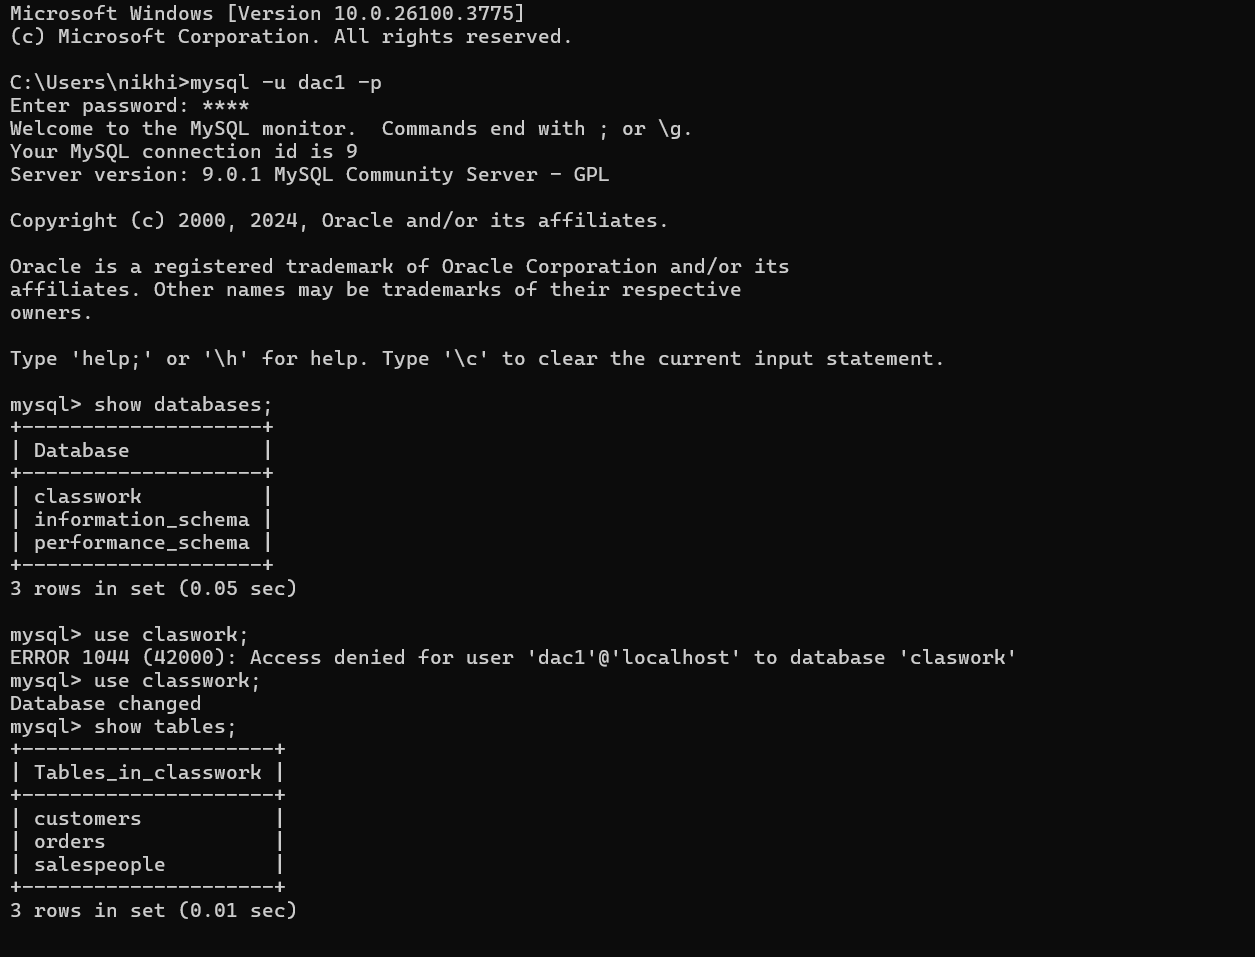 Microsoft Windows [Version 10.0.26100.3775]
(c) Microsoft Corporation. All rights reserved.

C:\Users\nikhi>mysql -u dac1 -p
Enter password: ****
Welcome to the MySQL monitor.  Commands end with ; or \g.
Your MySQL connection id is 9
Server version: 9.0.1 MySQL Community Server - GPL

Copyright (c) 2000, 2024, Oracle and/or its affiliates.

Oracle is a registered trademark of Oracle Corporation and/or its
affiliates. Other names may be trademarks of their respective
owners.

Type 'help;' or '\h' for help. Type '\c' to clear the current input statement.

mysql> show databases;
+--------------------+
| Database           |
+--------------------+
| classwork          |
| information_schema |
| performance_schema |
+--------------------+
3 rows in set (0.05 sec)

mysql> use claswork;
ERROR 1044 (42000): Access denied for user 'dac1'@'localhost' to database 'claswork'
mysql> use classwork;
Database changed
mysql> show tables;
+---------------------+
| Tables_in_classwork |
+---------------------+
| customers           |
| orders              |
| salespeople         |
+---------------------+
3 rows in set (0.01 sec)